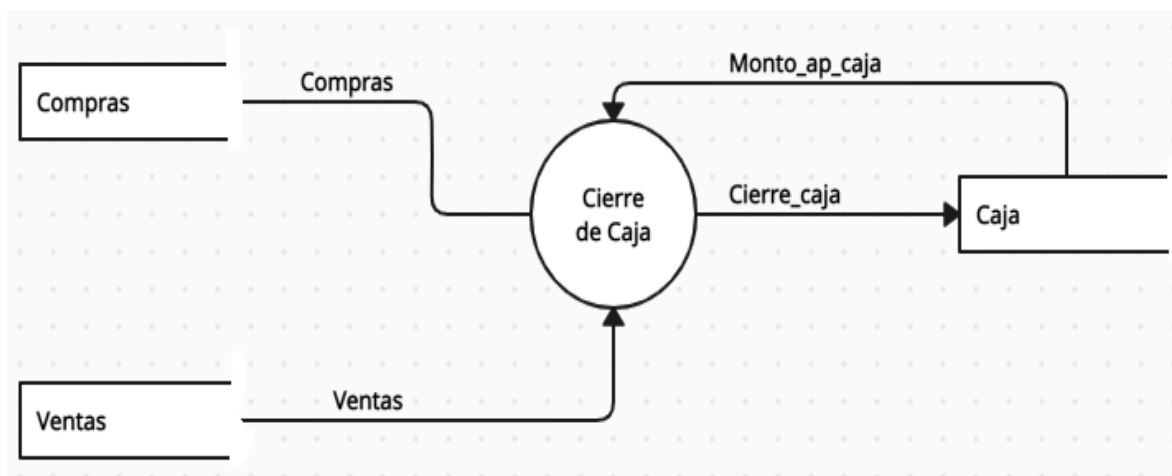 Monto_ap_caja
Compras
Compras
Cierre_caja
Cierre
de Caja
Caja
Ventas
Ventas